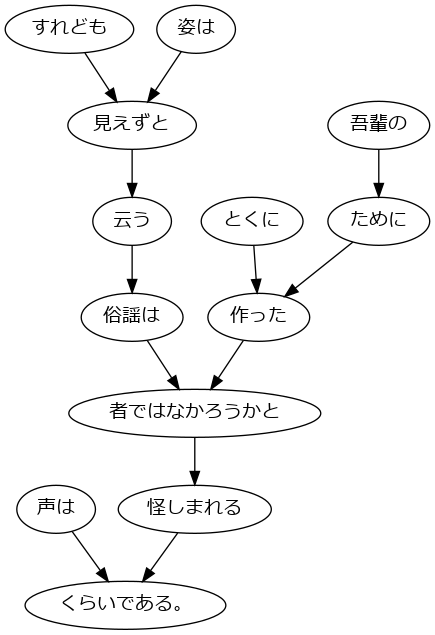 すれども
姿は
見えずと
吾輩の
云う
とくに
ために
俗謡は
作った
者ではなかろうかと
声は
怪しまれる
くらいである。